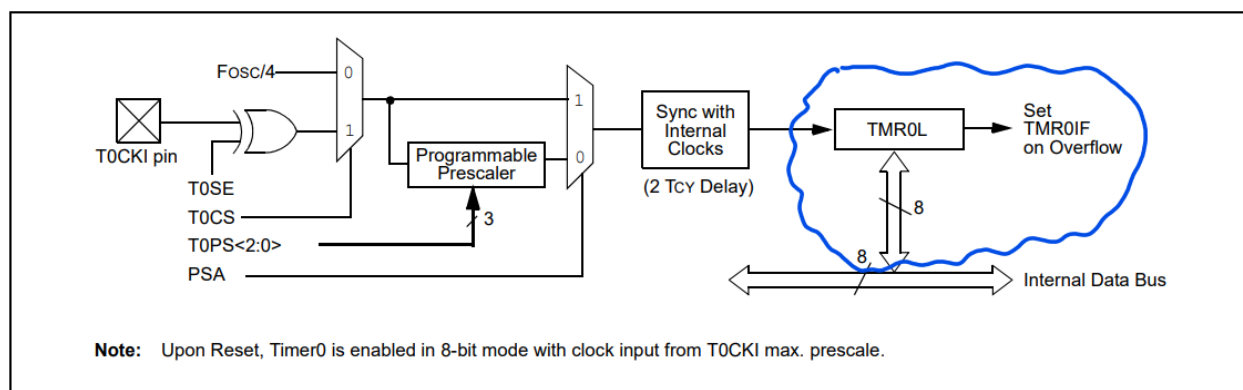 FOSC/4
0
1
T0CKI pin
T0SE
T0CS
T0PS<2:0>
PSA
Programmable
Prescaler
3
1
0
Sync with
Internal
Clocks
(2 TCY Delay)
TMR0L
Set
TMR0IF
on Overflow
8
8
Internal Data Bus
Note: Upon Reset, Timer0 is enabled in 8-bit mode with clock input from T0CKI max. prescale.